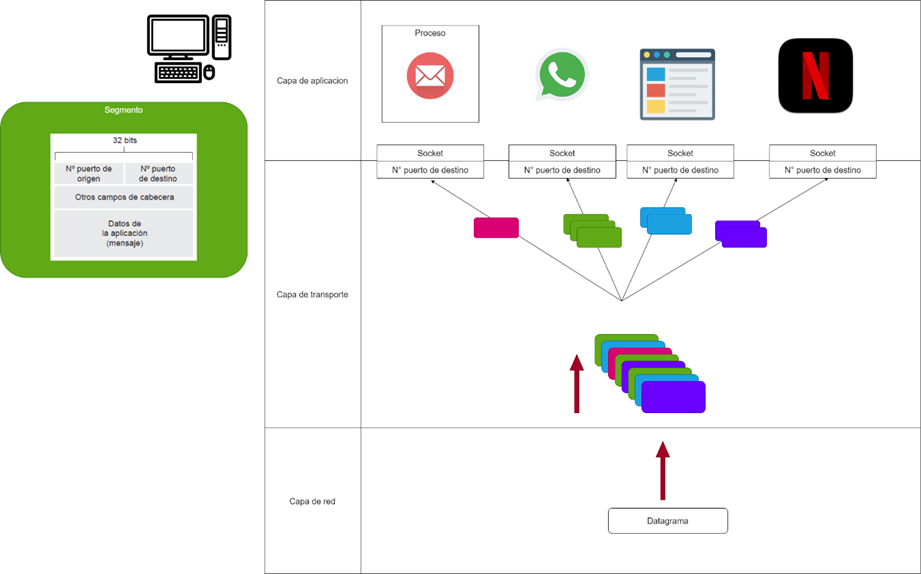 Segmento
32 bits
Nº puerto de
origen
Nº puerto
de destino
Otros campos de cabecera
Datos de
la aplicación
(mensaje)
Capa de aplicacion
Proceso
N
Socket
N° puerto de destino
Socket
N° puerto de destino
Socket
N° puerto de destino
Socket
N° puerto de destino
Capa de transporte
Capa de red
Datagrama